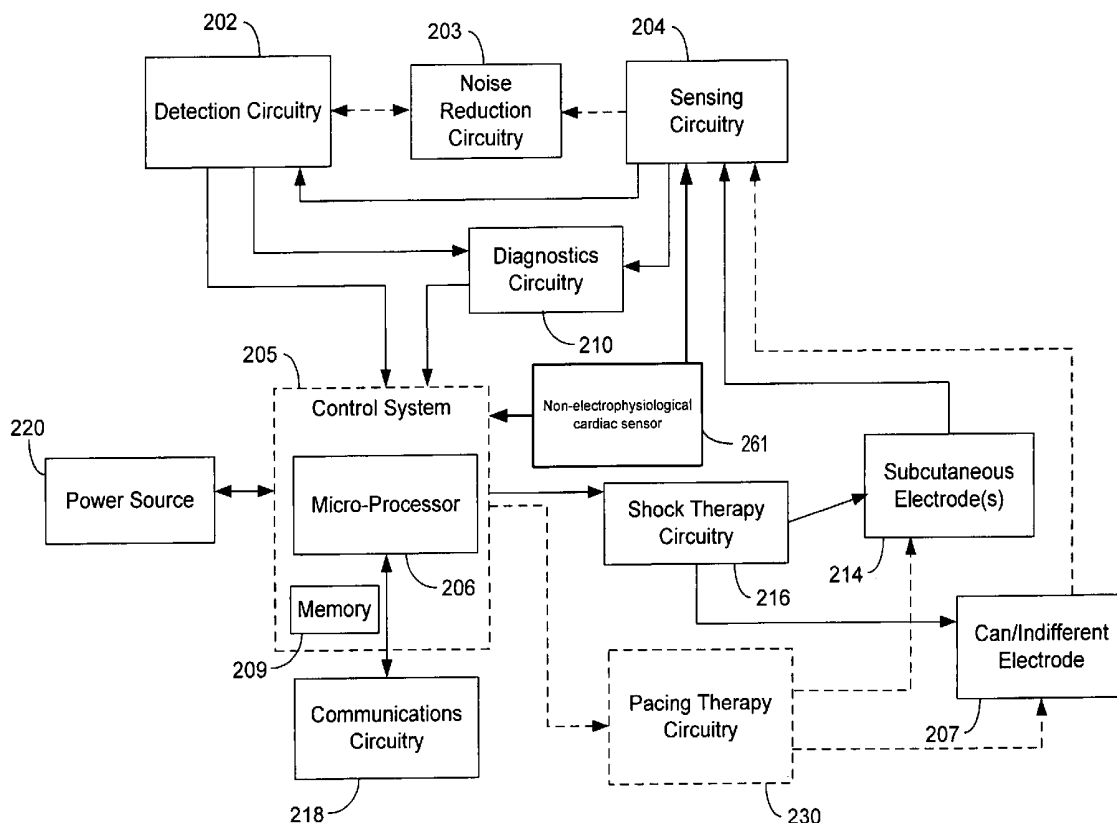 202
203
204
Detection Circuitry
Noise
Reduction
Circuitry
Sensing
Circuitry
Diagnostics
Circuitry
210
205
Control System
Non-electrophysiological
cardiac sensor
261
220
Power Source
Micro-Processor
206
Shock Therapy
Circuitry
216
Subcutaneous
Electrode(s)
214
Memory
209
Can/Indifferent
Electrode
207
Communications
Circuitry
218
Pacing Therapy
Circuitry
230